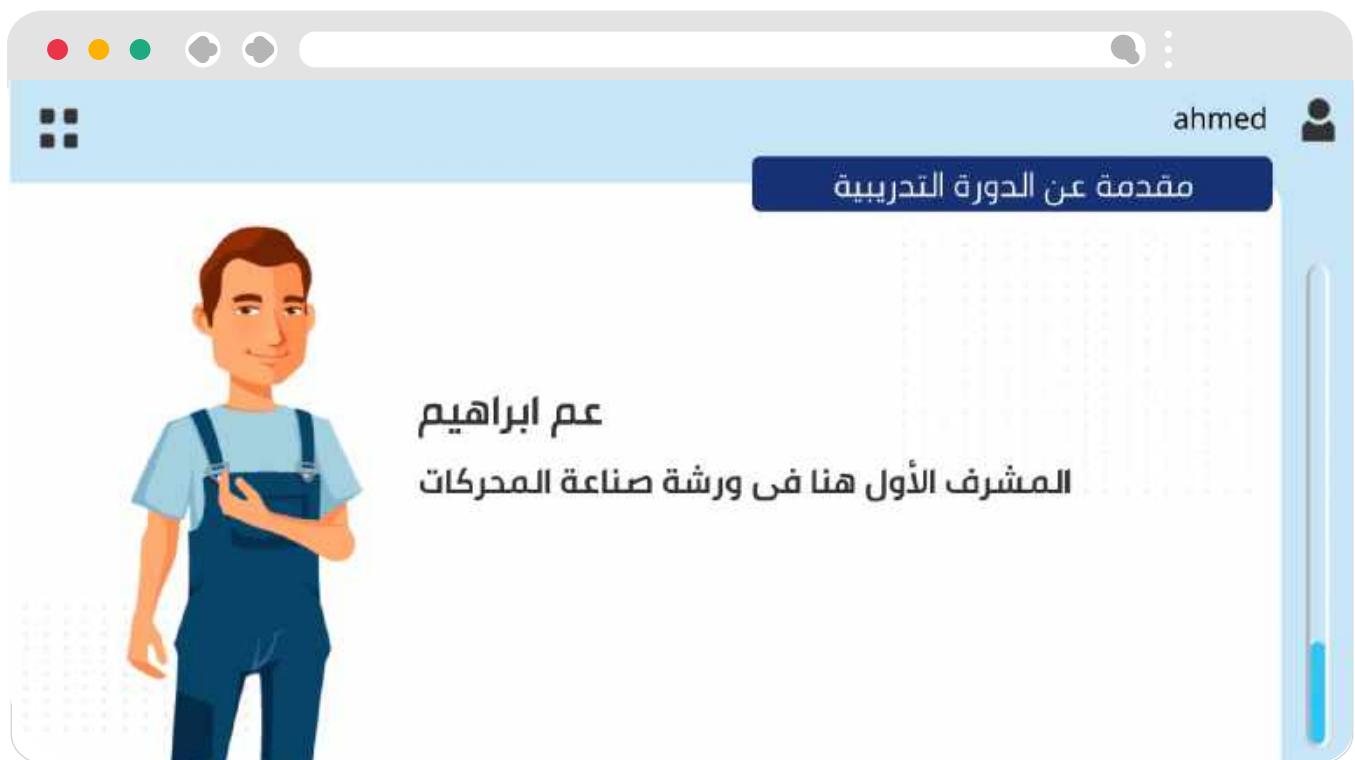 ahmed
مقدمة عن الدورة التدريبية
عم ابراهيم
المشرف الأول هنا فى ورشة صناعة المحركات